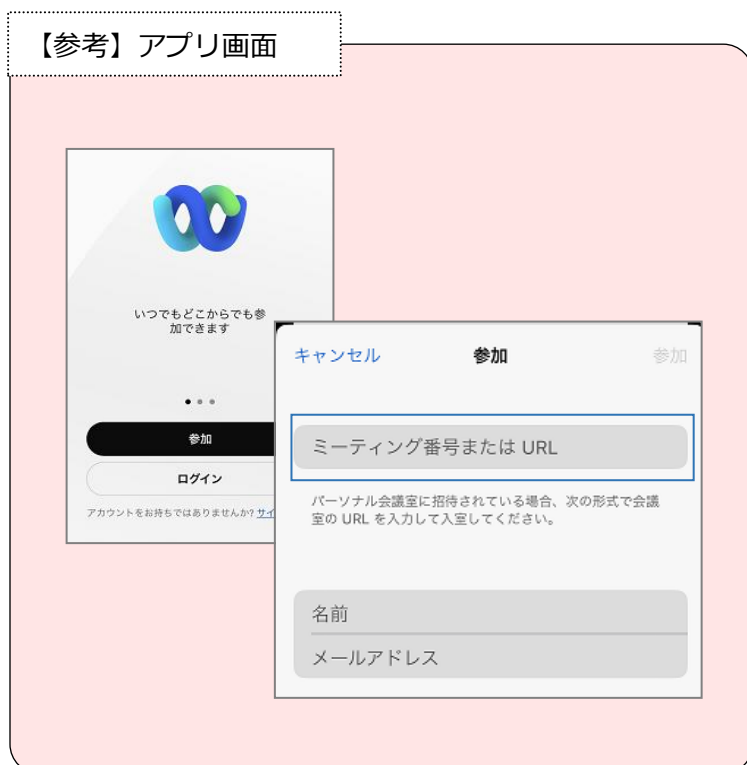 【参考】アプリ画面
いつでもどこからでも参
加できます
参加
ログイン
アカウントをお持ちではありませんか? サイ
キャンセル 参加 参加
ミーティング番号または URL
パーソナル会議室に招待されている場合、次の形式で会議
室の URL を入力して入室してください。
名前
メールアドレス